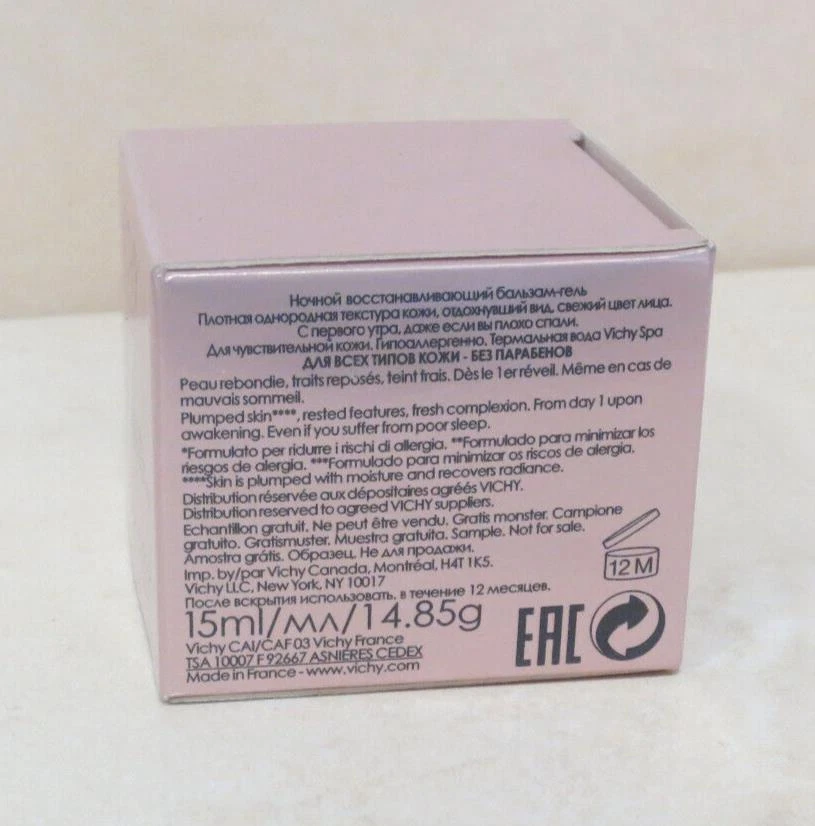 Ночной восстанавливающий бальзам-гель
Плотная однородная текстура кожи, отдохнувший вид, свежий цвет лица.
С первого утра, даже если вы плохо спали.
Для чувствительной кожи. Гипоаллергенно. Термальная вода Vichy Spa
ДЛЯ ВСЕХ ТИПОВ КОЖИ - БЕЗ ПАРАБЕНОВ
Peau rebondie, traits reposés, teint frais. Dès le 1er réveil. Même en cas de
mauvais sommeil.
Plumped skin****, rested features, fresh complexion. From day 1 upon
awakening. Even if you suffer from poor sleep.
*Formulato per ridurre i rischi di allergia. **Formulado para minimizar los
riesgos de alergia. ***Formulado para minimizar os riscos de alergia.
****Skin is plumped with moisture and recovers radiance.
Distribution réservée aux dépositaires agréés VICHY.
Distribution reserved to agreed VICHY suppliers.
Echantillon gratuit. Ne peut être vendu. Gratis monster. Campione
gratuito. Gratismuster. Muestra gratuita. Sample. Not for sale.
Amostra grátis. Образец. Не для продажи.
Imp. by/par Vichy Canada, Montréal, H4T 1K5.
Vichy LLC, New York, NY 10017
После вскрытия использовать. в течение 12 месяцев.
12 M
15ml/мл/14.85g
Vichy CAI/CAF 03 Vichy France
TSA 10007 F 92667 ASNIERES CEDEX
Made in France - www.vichy.com
EAC